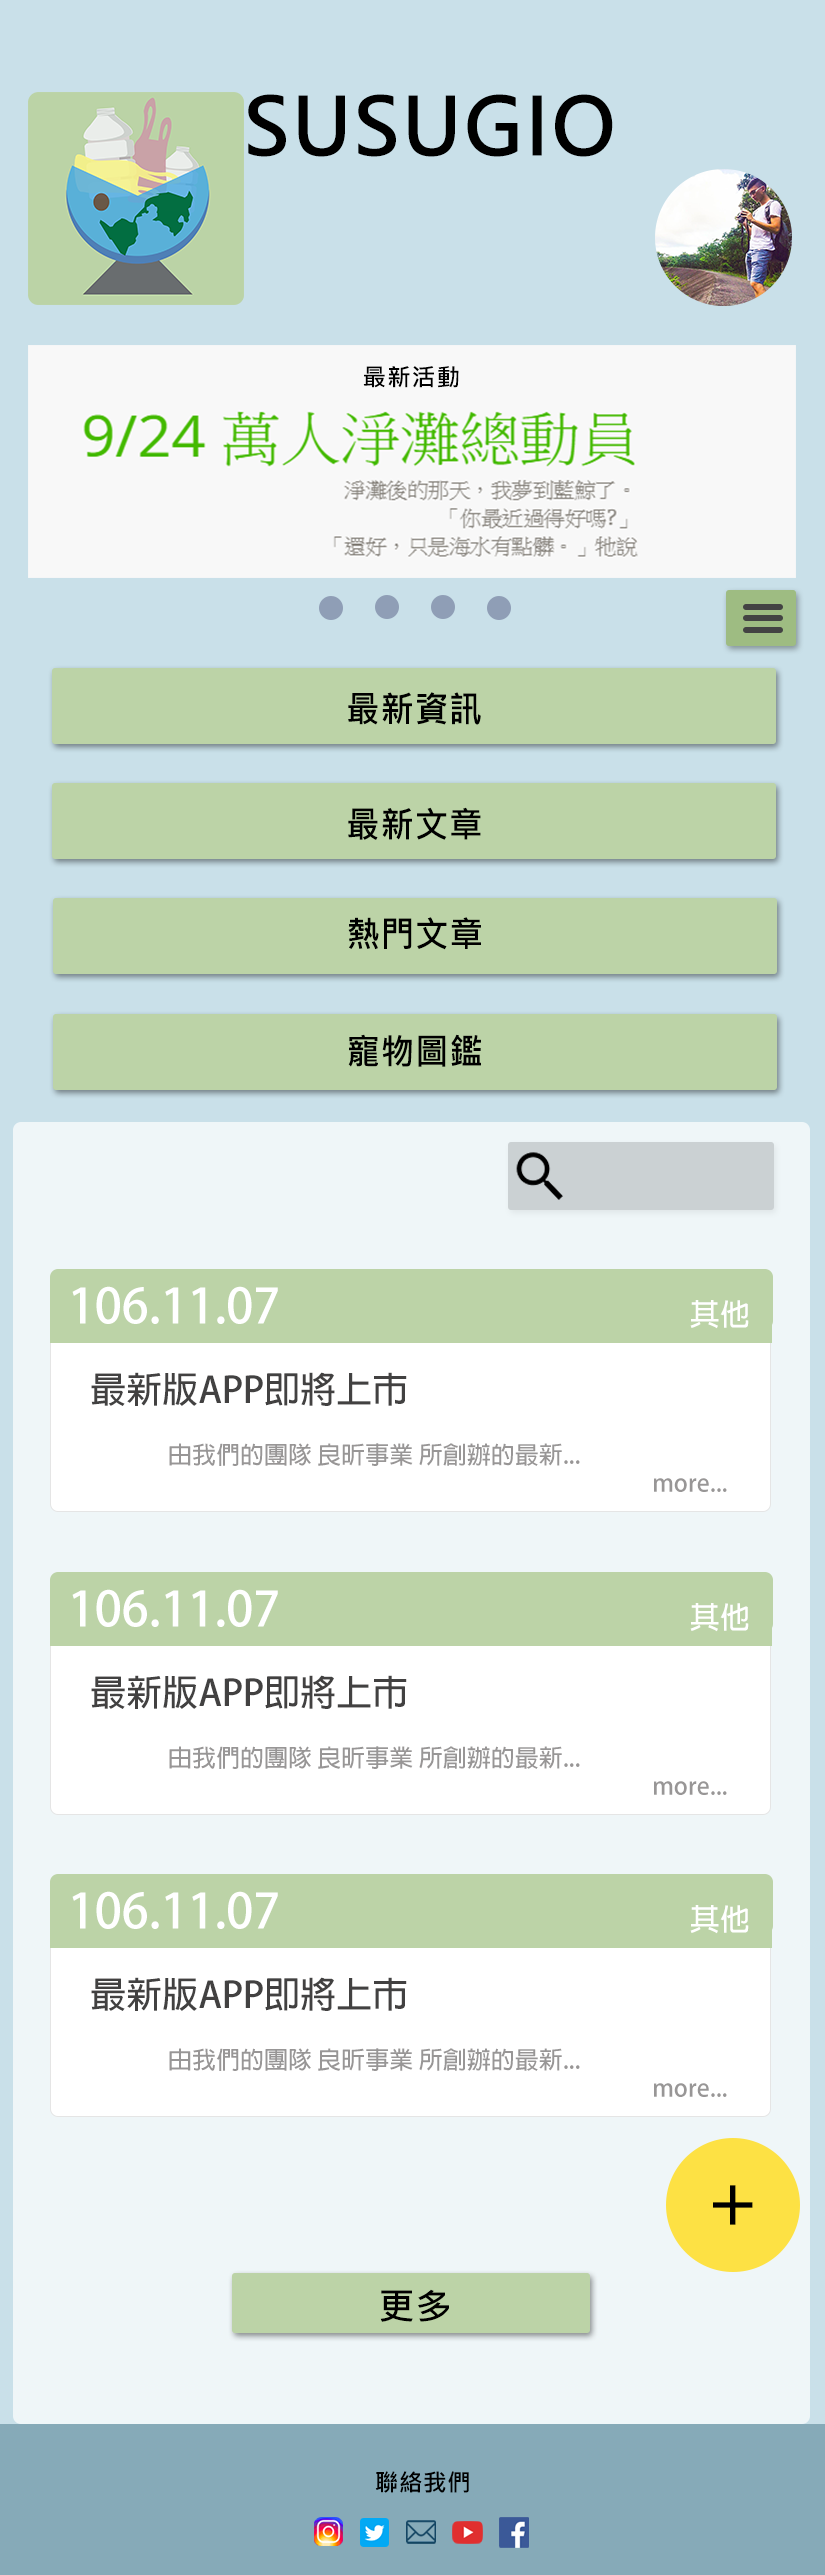 SUSUGIO
最新活動
9/24 萬人淨灘總動員
淨灘後的那天，我夢到藍鯨了。
「你最近過得好嗎?」
「還好，只是海水有點髒。」牠說
最新資訊
最新文章
熱門文章
寵物圖鑑
106.11.07 其他
最新版APP即將上市
由我們的團隊 良昕事業 所創辦的最新...
more...
106.11.07 其他
最新版APP即將上市
由我們的團隊 良昕事業 所創辦的最新...
more...
106.11.07 其他
最新版APP即將上市
由我們的團隊 良昕事業 所創辦的最新...
more...
+
更多
聯絡我們